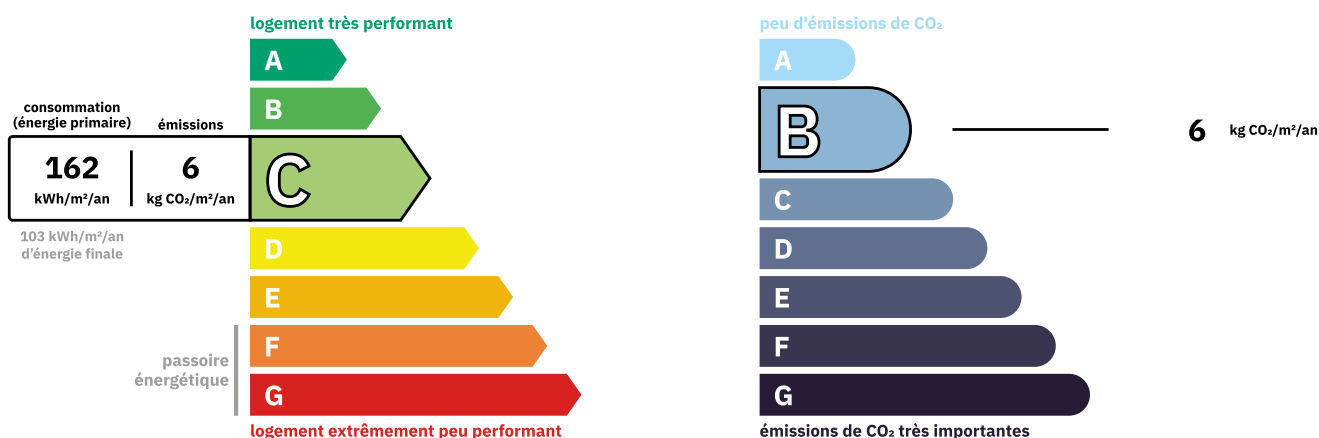 logement très performant
A
B
consommation
(énergie primaire)
émissions
162
kWh/m²/an
6
kg CO₂/m²/an
C
103 kWh/m²/an
d'énergie finale
D
E
passoire
énergétique
F
G
logement extrêmement peu performant
peu d'émissions de CO₂
A
B
6 kg CO₂/m²/an
C
D
E
F
G
émissions de CO₂ très importantes